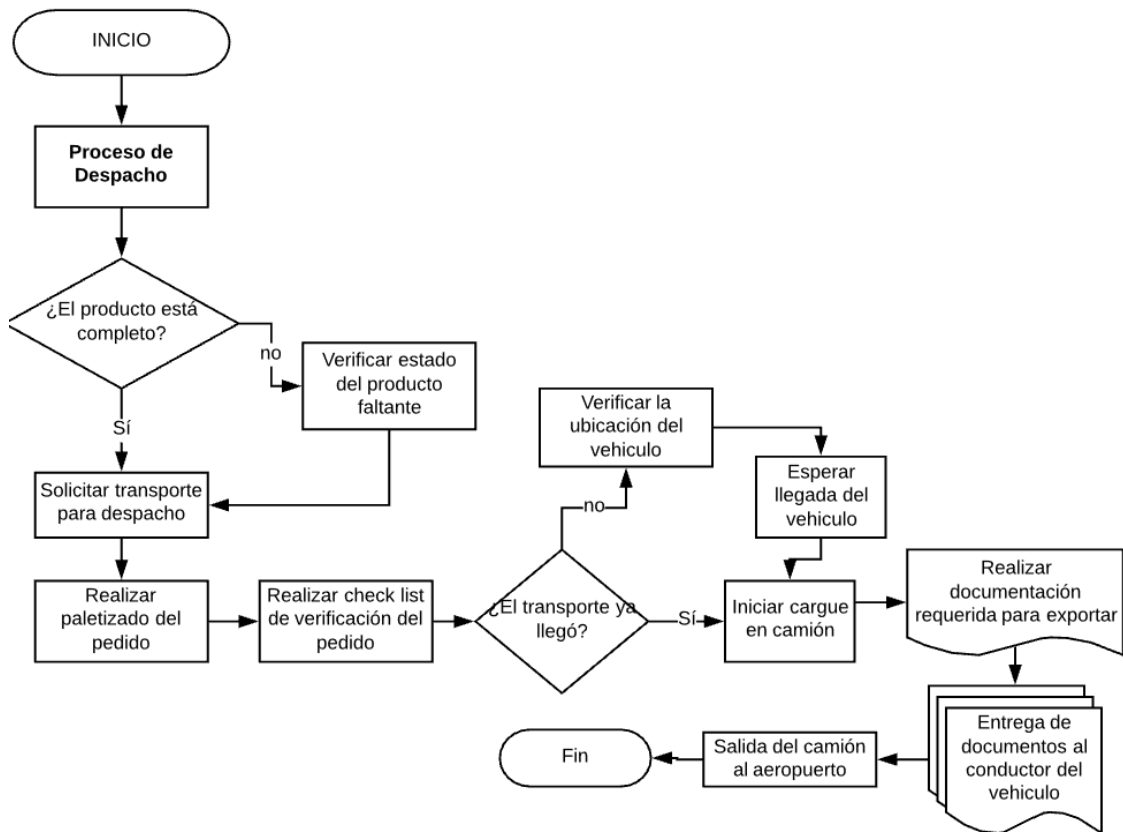 INICIO
Proceso de
Despacho
¿El producto está
completo?
no
Verificar estado
del producto
faltante
Sí
Solicitar transporte
para despacho
Realizar
paletizado del
pedido
Realizar check list
de verificación del
pedido
¿El transporte ya
llegó?
no
Verificar la
ubicación del
vehiculo
Esperar
llegada del
vehiculo
Sí
Iniciar cargue
en camión
Realizar
documentación
requerida para exportar
Entrega de
documentos al
conductor del
vehiculo
Salida del camión
al aeropuerto
Fin